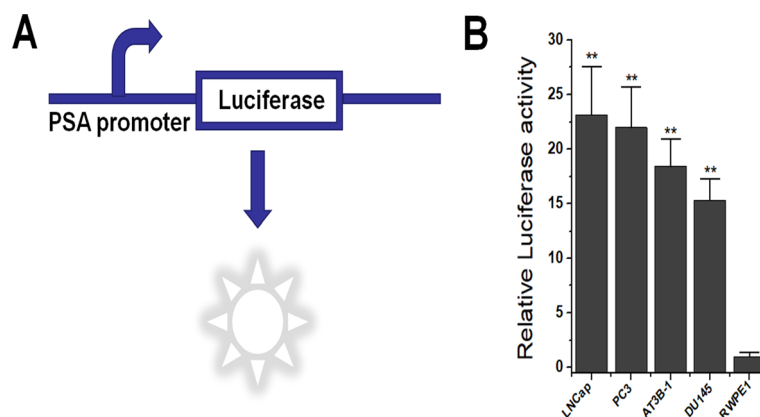 A
PSA promoter
Luciferase
B
Relative Luciferase activity
30
25
20
15
10
5
0
**
**
**
**
LNCap
PC3
AT3B-1
DU145
RWPE1